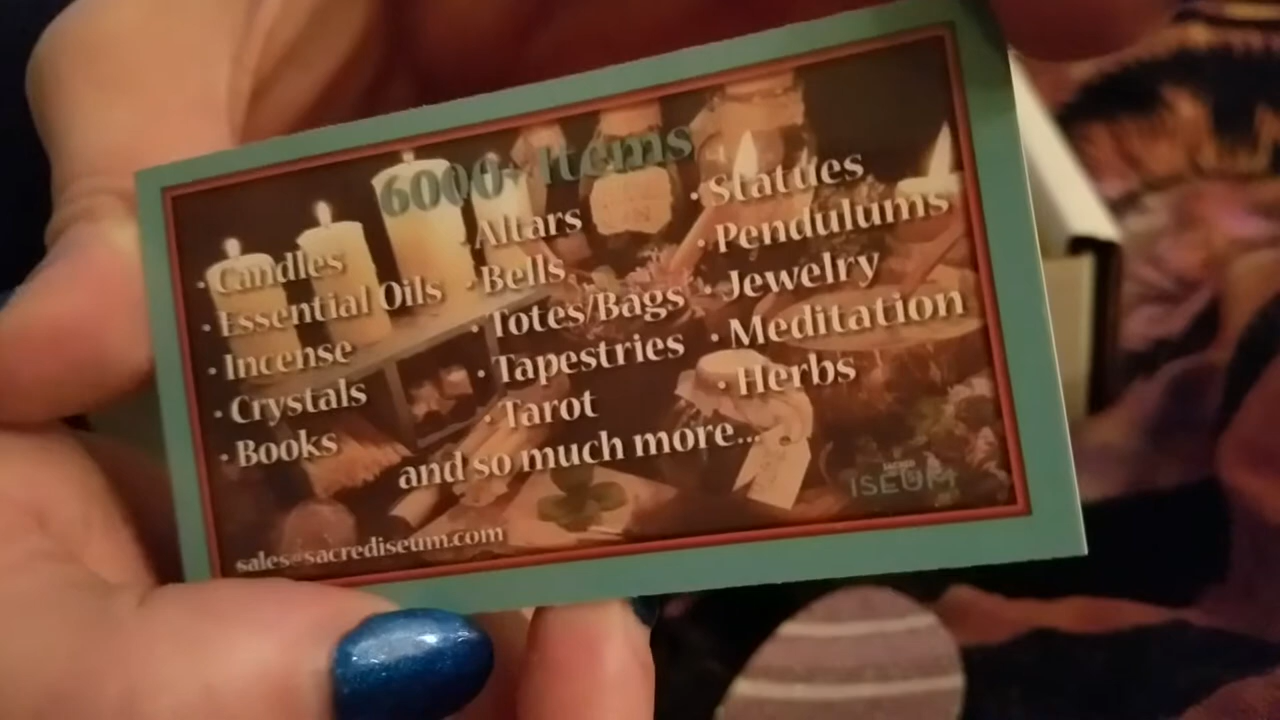 6000+ Items
· Candles
· Essential Oils
· Incense
· Crystals
· Books
· Altars
· Bells
· Totes/Bags
· Tapestries
· Tarot
· Statues
· Pendulums
· Jewelry
· Meditation
· Herbs
and so much more...
SACRED
ISEUM
sales@sacrediseum.com